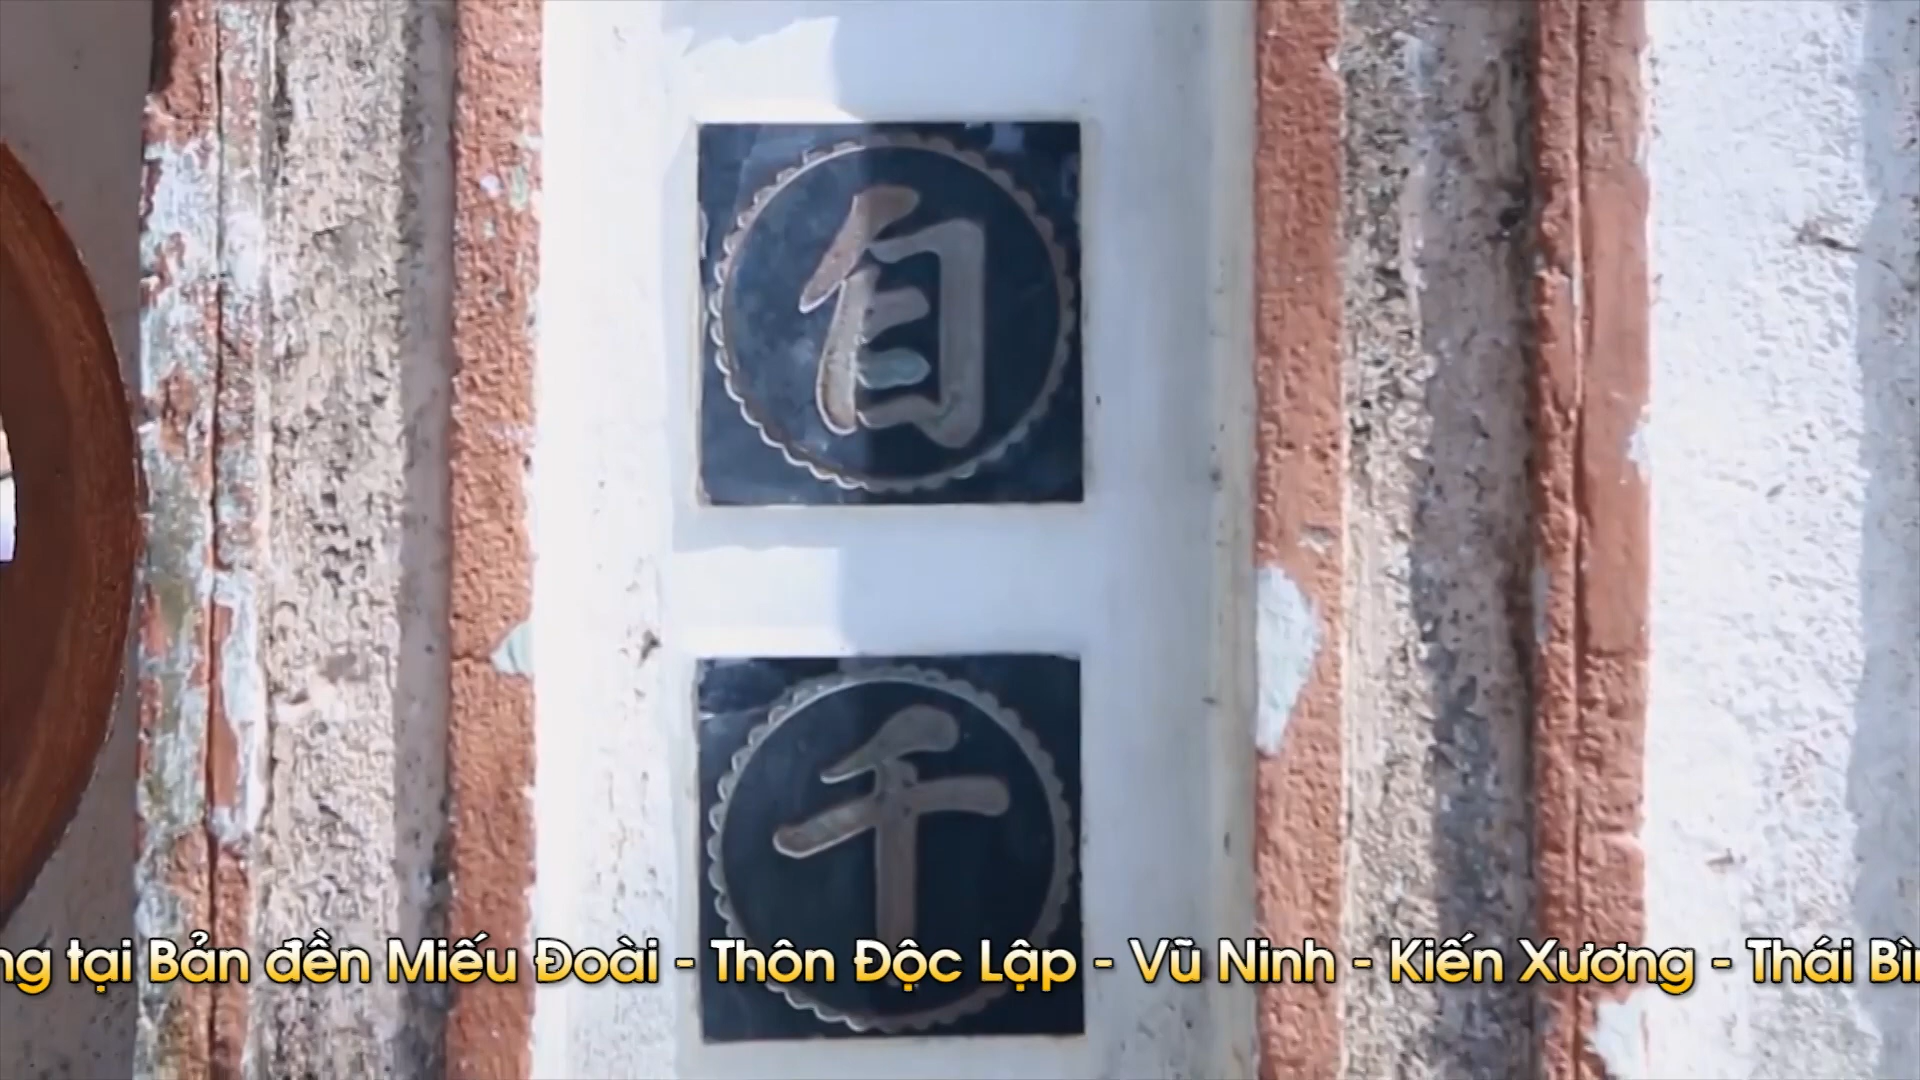 自
千
ng tại Bản đền Miếu Đoài - Thôn Độc Lập - Vũ Ninh - Kiến Xương - Thái Bì